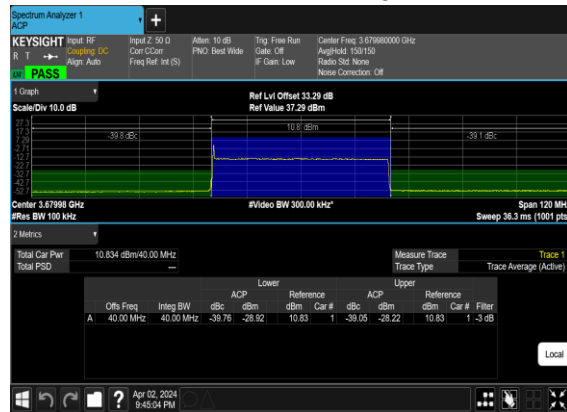 Spectrum Analyzer 1
ACP
+
KEYSIGHT Input: RF Input Z: 50 Ω Atten: 10 dB Trig: Free Run Center Freq: 3.679980000 GHz
R T Coupling: DC Corr CCorr PNO: Best Wide Gate: Off Avg|Hold: 150/150
Align: Auto Freq Ref: Int (S) IF Gain: Low Radio Std: None
PASS Noise Correction: Off
1 Graph Ref Lvl Offset 33.29 dB
Scale/Div 10.0 dB Ref Value 37.29 dBm
27.3
17.3 10.8 dBm
7.29 -39.8 dBc -39.1 dBc
-2.71
-12.7
-22.7
-32.7
-42.7
-52.7
Center 3.67998 GHz #Video BW 300.00 kHz* Span 120 MH
#Res BW 100 kHz Sweep 36.3 ms (1001 pts
2 Metrics
Total Car Pwr 10.834 dBm/40.00 MHz Measure Trace Trace 1
Total PSD --- Trace Type Trace Average (Active)
Lower Upper
ACP Reference ACP Reference
Offs Freq Integ BW dBc dBm dBm Car # dBc dBm dBm Car # Filter
A 40.00 MHz 40.00 MHz -39.76 -28.92 10.83 1 -39.05 -28.22 10.83 1 -3 dB
Local
? Apr 02, 2024
9:45:04 PM